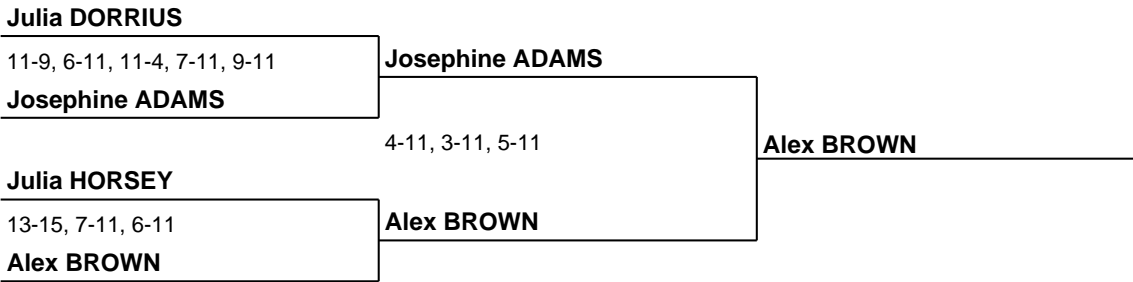 Julia DORRIUS
11-9, 6-11, 11-4, 7-11, 9-11
Josephine ADAMS
Josephine ADAMS
4-11, 3-11, 5-11
Alex BROWN
Julia HORSEY
13-15, 7-11, 6-11
Alex BROWN
Alex BROWN